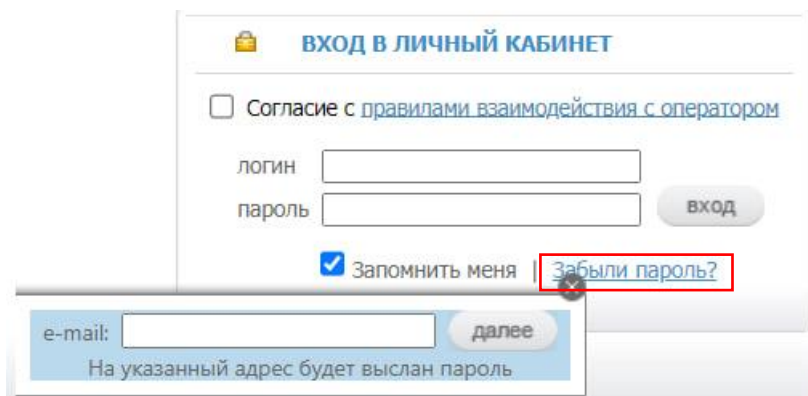 ВХОД В ЛИЧНЫЙ КАБИНЕТ
Согласие с правилами взаимодействия с оператором
логин
пароль
вход
Запомнить меня | Забыли пароль?
e-mail:
далее
На указанный адрес будет выслан пароль